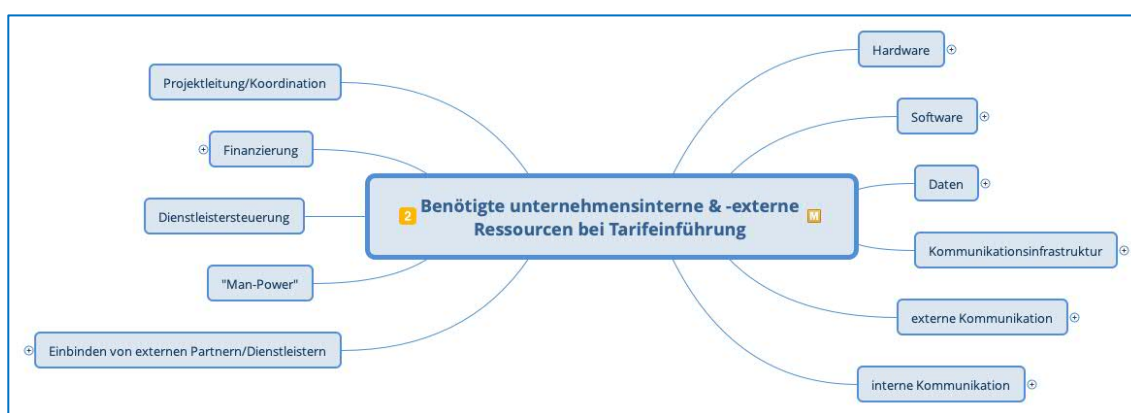 Projektleitung/Koordination
Finanzierung
Dienstleistersteuerung
"Man-Power"
Einbinden von externen Partnern/Dienstleistern
2
Benötigte unternehmensinterne & -externe
Ressourcen bei Tarifeinführung
M
Hardware
Software
Daten
Kommunikationsinfrastruktur
externe Kommunikation
interne Kommunikation